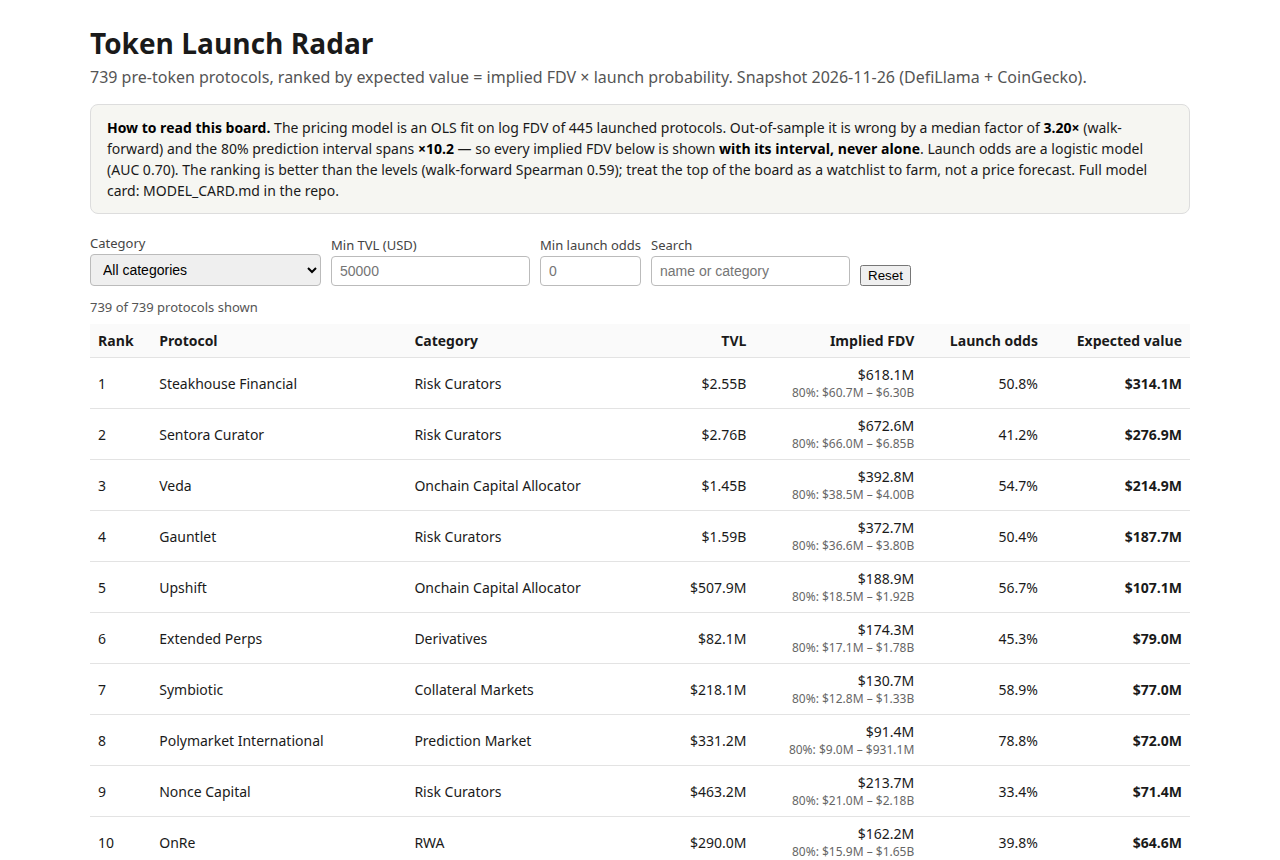 Token Launch Radar
739 pre-token protocols, ranked by expected value = implied FDV × launch probability. Snapshot 2026-11-26 (DefiLlama + CoinGecko).
How to read this board. The pricing model is an OLS fit on log FDV of 445 launched protocols. Out-of-sample it is wrong by a median factor of 3.20× (walk-
forward) and the 80% prediction interval spans ×10.2 — so every implied FDV below is shown with its interval, never alone. Launch odds are a logistic model
(AUC 0.70). The ranking is better than the levels (walk-forward Spearman 0.59); treat the top of the board as a watchlist to farm, not a price forecast. Full model
card: MODEL_CARD.md in the repo.
Category Min TVL (USD) Min launch odds Search
All categories 50000 0 name or category Reset
739 of 739 protocols shown
Rank Protocol Category TVL Implied FDV Launch odds Expected value
1 Steakhouse Financial Risk Curators $2.55B $618.1M 50.8% $314.1M
80%: $60.7M – $6.30B
2 Sentora Curator Risk Curators $2.76B $672.6M 41.2% $276.9M
80%: $66.0M – $6.85B
3 Veda Onchain Capital Allocator $1.45B $392.8M 54.7% $214.9M
80%: $38.5M – $4.00B
4 Gauntlet Risk Curators $1.59B $372.7M 50.4% $187.7M
80%: $36.6M – $3.80B
5 Upshift Onchain Capital Allocator $507.9M $188.9M 56.7% $107.1M
80%: $18.5M – $1.92B
6 Extended Perps Derivatives $82.1M $174.3M 45.3% $79.0M
80%: $17.1M – $1.78B
7 Symbiotic Collateral Markets $218.1M $130.7M 58.9% $77.0M
80%: $12.8M – $1.33B
8 Polymarket International Prediction Market $331.2M $91.4M 78.8% $72.0M
80%: $9.0M – $931.1M
9 Nonce Capital Risk Curators $463.2M $213.7M 33.4% $71.4M
80%: $21.0M – $2.18B
10 OnRe RWA $290.0M $162.2M 39.8% $64.6M
80%: $15.9M – $1.65B